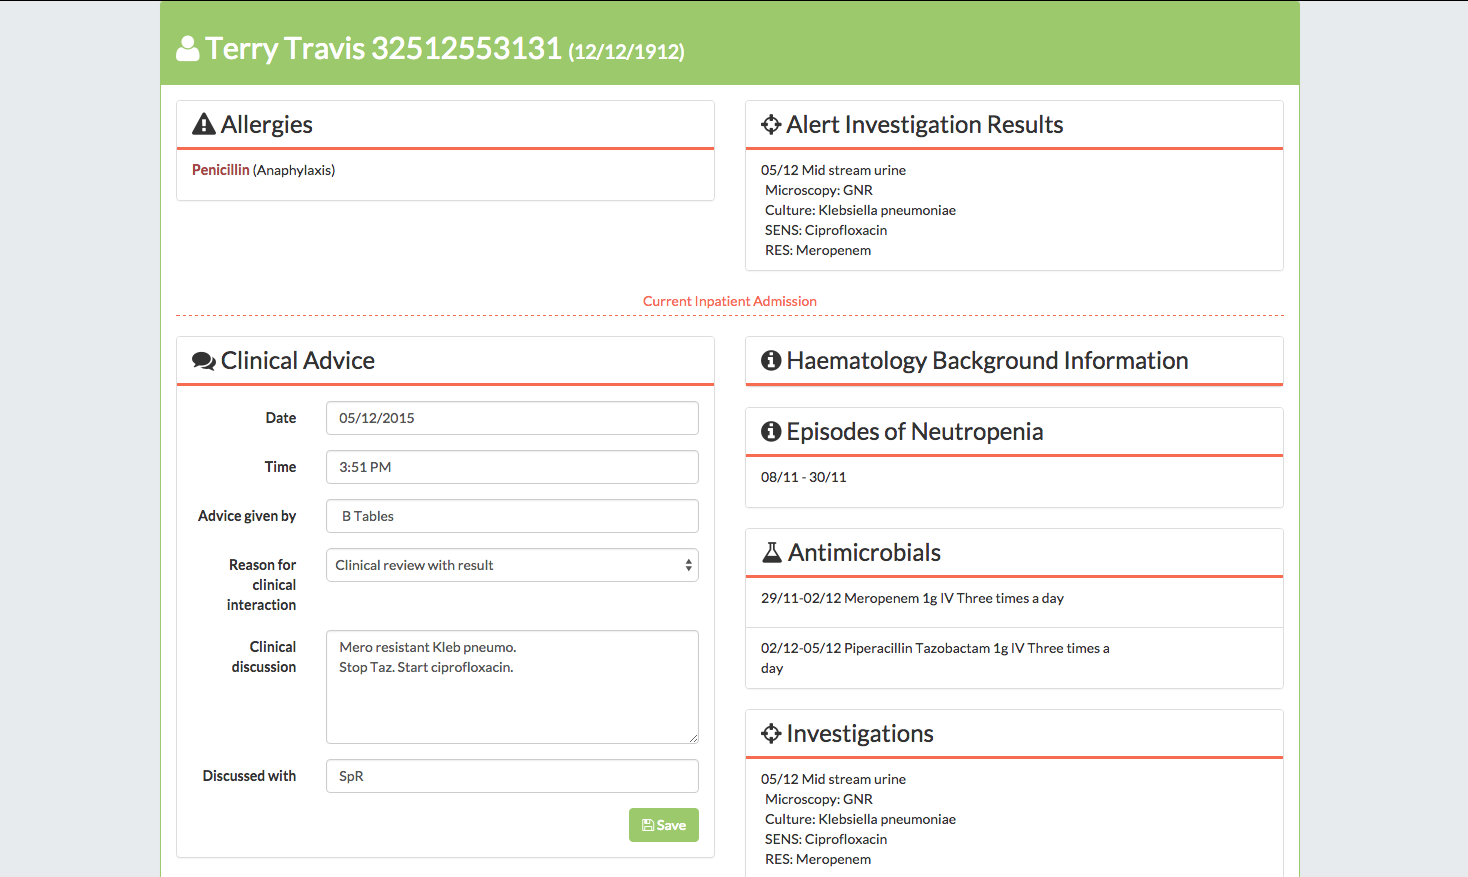 Terry Travis 32512553131 (12/12/1912)
Allergies
Penicillin (Anaphylaxis)
Alert Investigation Results
05/12 Mid stream urine
Microscopy: GNR
Culture: Klebsiella pneumoniae
SENS: Ciprofloxacin
RES: Meropenem
Current Inpatient Admission
Clinical Advice
Date
05/12/2015
Time
3:51 PM
Advice given by
B Tables
Reason for
clinical
interaction
Clinical review with result
Clinical
discussion
Mero resistant Kleb pneumo.
Stop Taz. Start ciprofloxacin.
Discussed with
SpR
Save
Haematology Background Information
Episodes of Neutropenia
08/11 - 30/11
Antimicrobials
29/11-02/12 Meropenem 1g IV Three times a day
02/12-05/12 Piperacillin Tazobactam 1g IV Three times a
day
Investigations
05/12 Mid stream urine
Microscopy: GNR
Culture: Klebsiella pneumoniae
SENS: Ciprofloxacin
RES: Meropenem